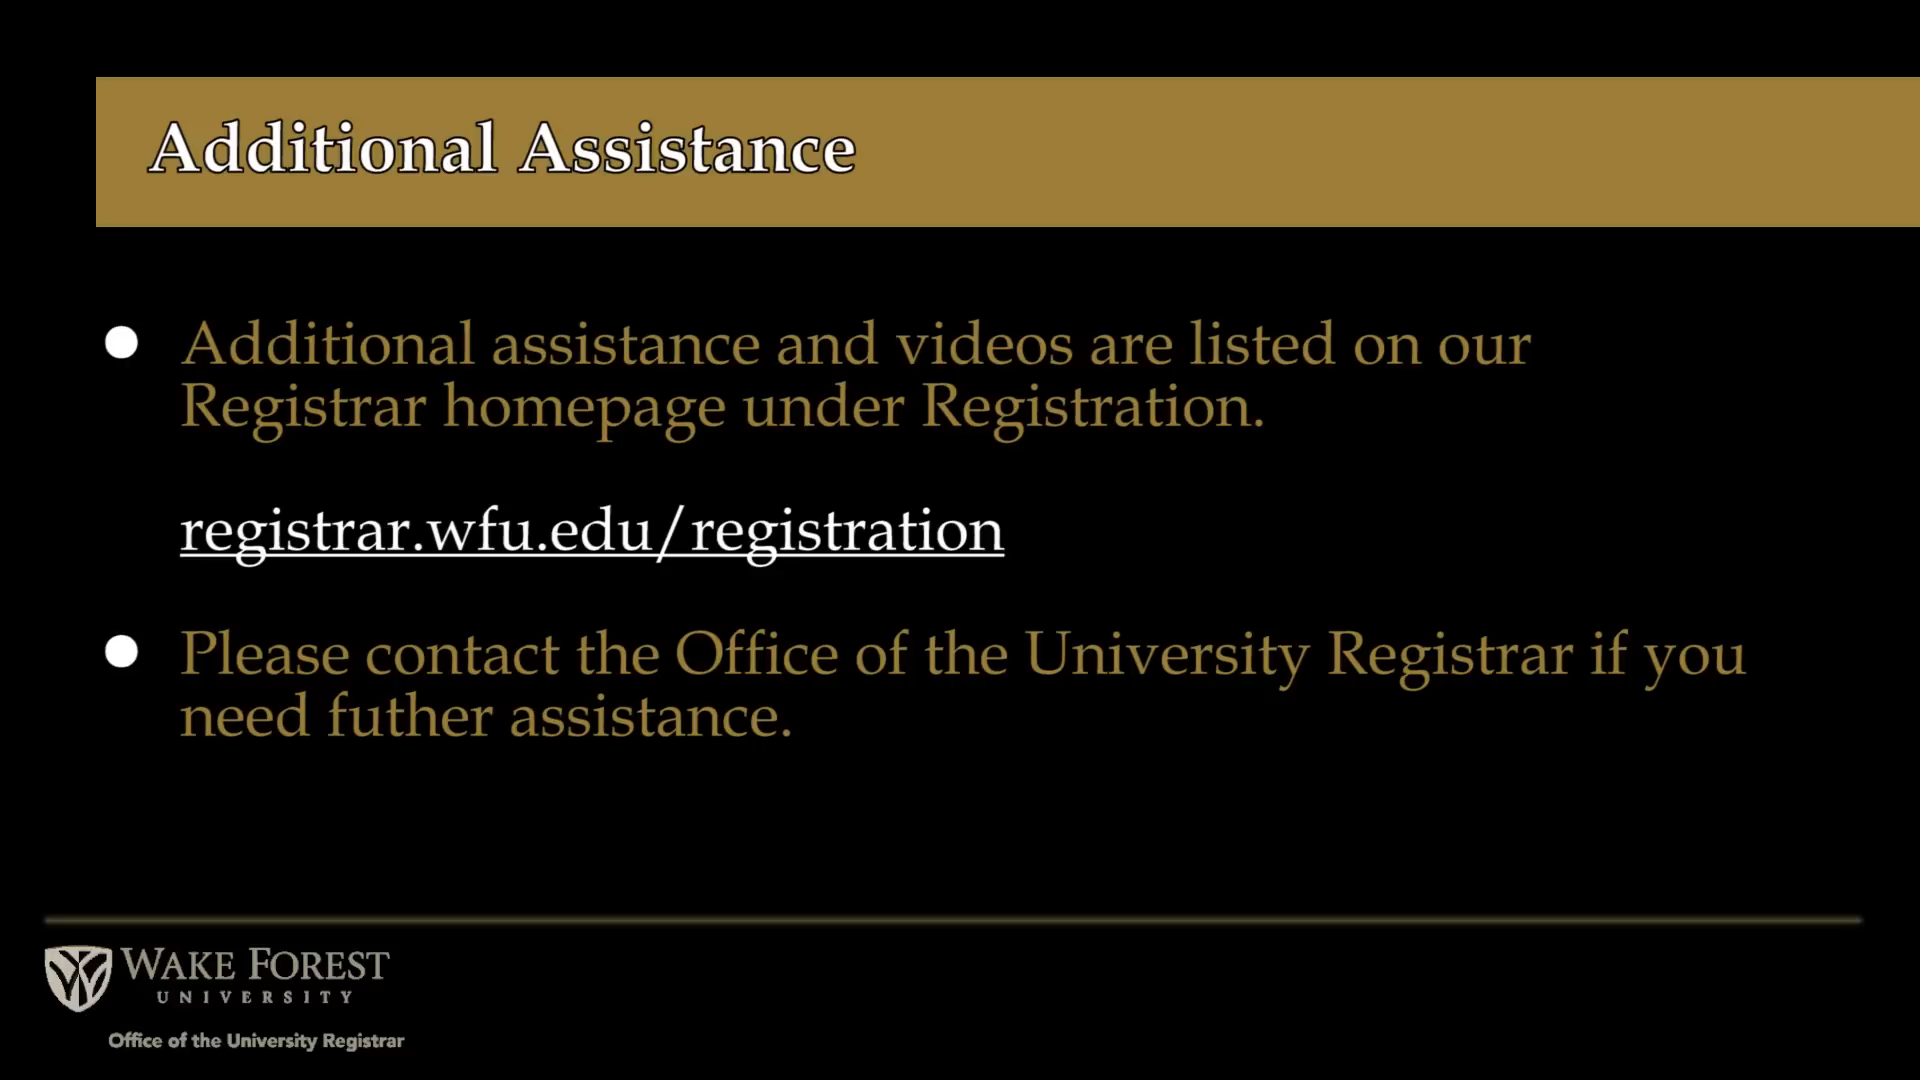 Additional Assistance
● Additional assistance and videos are listed on our
Registrar homepage under Registration.
registrar.wfu.edu/registration
● Please contact the Office of the University Registrar if you
need futher assistance.
WAKE FOREST
UNIVERSITY
Office of the University Registrar